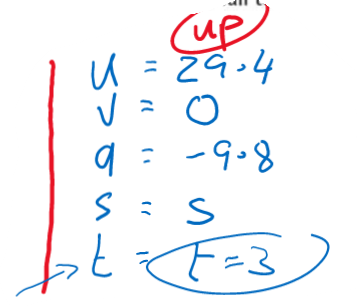 up
u = 29.4
v = 0
a = -9.8
s = s
t = t=3